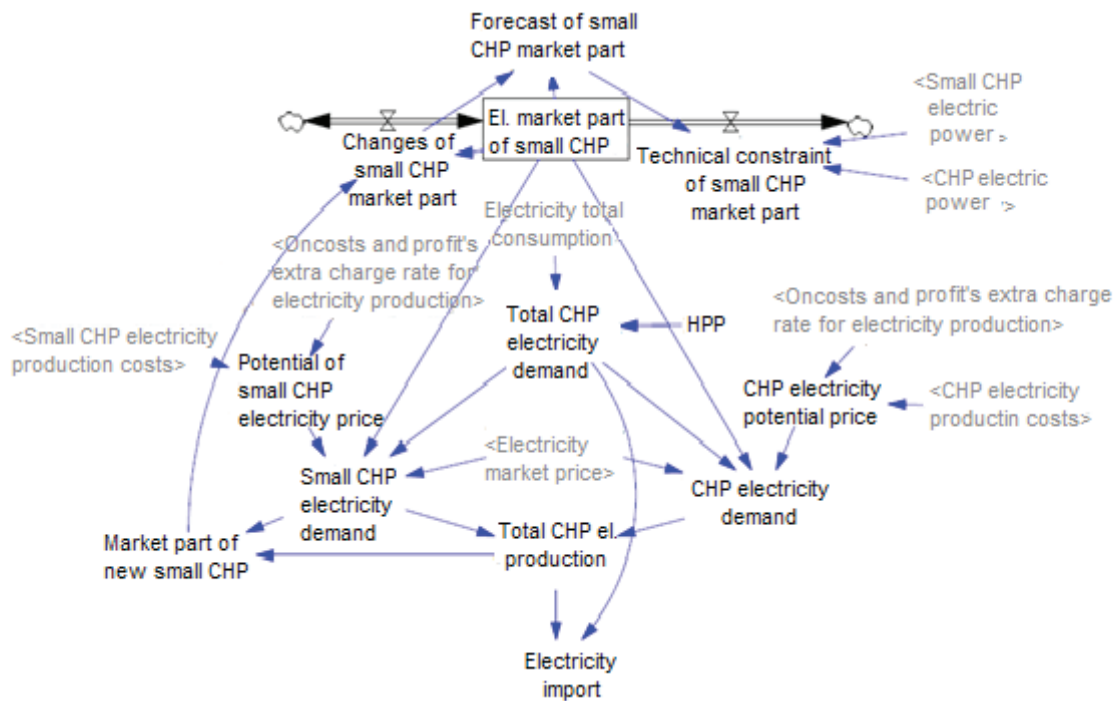 Forecast of small
CHP market part
<Small CHP
electric
power >
El. market part
of small CHP
Changes of
small CHP
market part
Technical constraint
of small CHP
market part
<CHP electric
power >
Electricity total
consumption
<Oncosts and profit's
extra charge rate for
electricity production>
<Oncosts and profit's extra charge
rate for electricity production>
Total CHP
electricity
demand
HPP
<Small CHP electricity
production costs>
Potential of
small CHP
electricity price
CHP electricity
potential price
<CHP electricity
productin costs>
<Electricity
market price>
Small CHP
electricity
demand
CHP electricity
demand
Market part of
new small CHP
Total CHP el.
production
Electricity
import